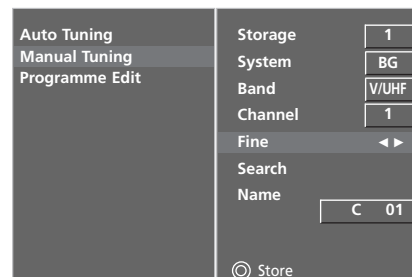 Auto Tuning
Manual Tuning
Programme Edit
Storage 1
System BG
Band V/UHF
Channel 1
Fine ◄ ►
Search
Name
C 01
Store